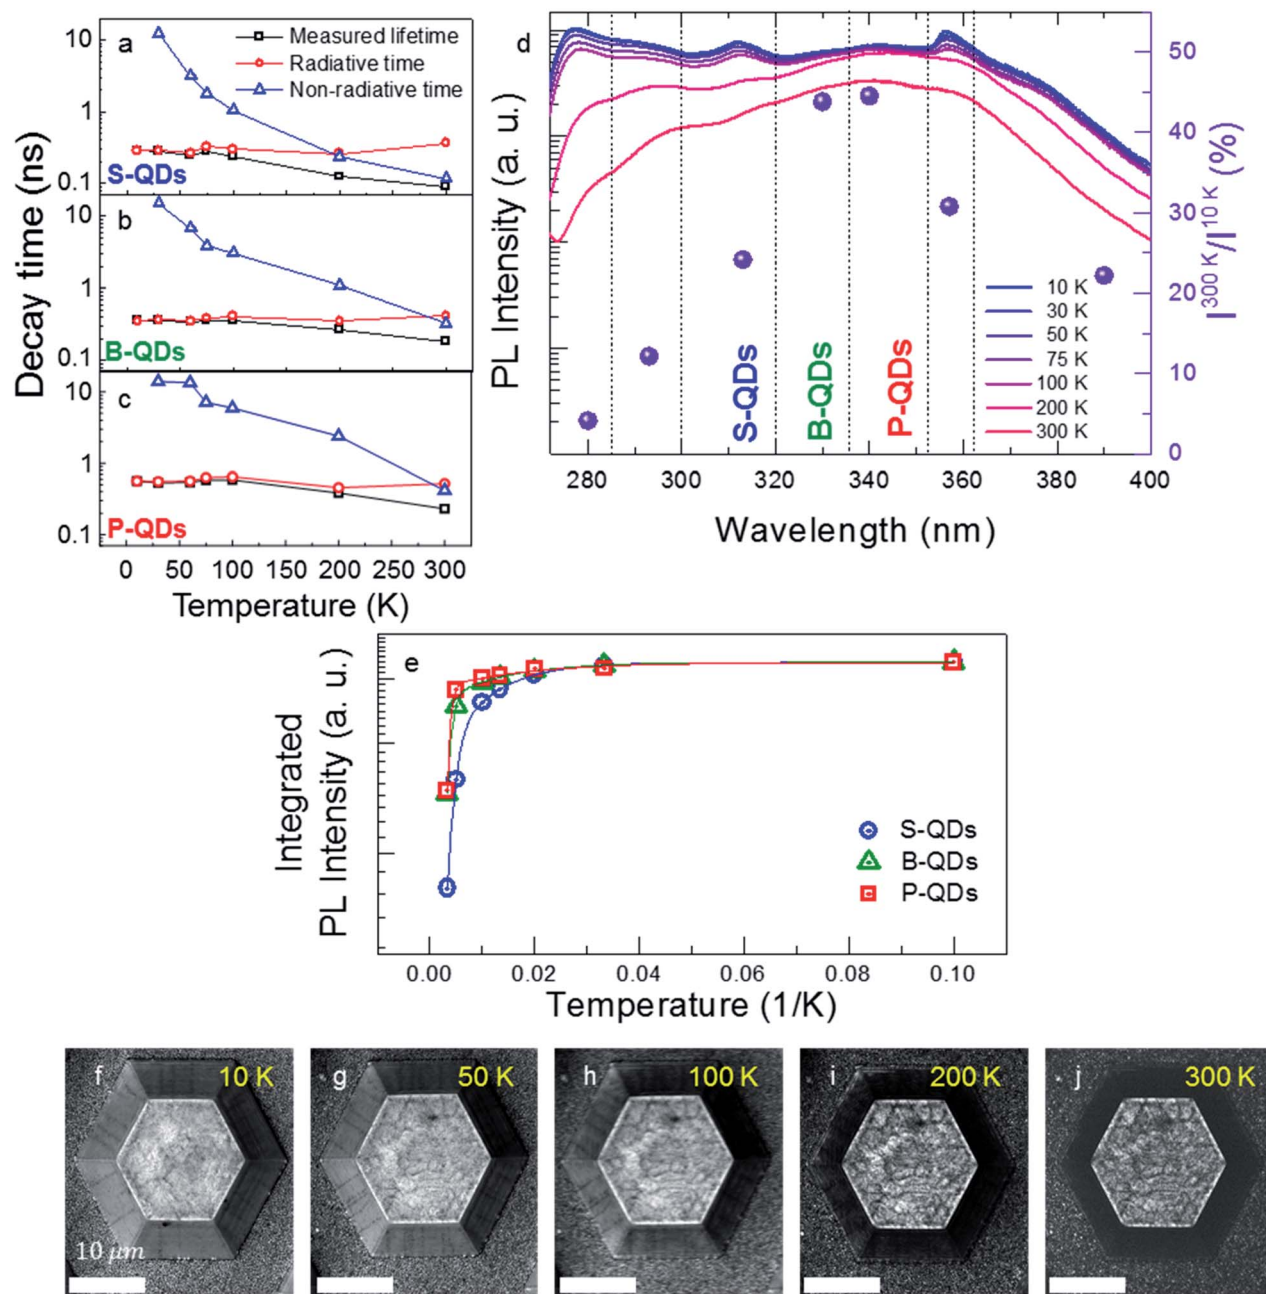 a
Measured lifetime
Radiative time
Non-radiative time
10
1
0.1
S-QDs
b
10
1
0.1
B-QDs
c
10
1
0.1
P-QDs
Decay time (ns)
0 50 100 150 200 250 300
Temperature (K)
d
PL Intensity (a. u.)
S-QDs
B-QDs
P-QDs
10 K
30 K
50 K
75 K
100 K
200 K
300 K
50
40
30
20
10
0
I300 K/I10 K (%)
280 300 320 340 360 380 400
Wavelength (nm)
e
Integrated
PL Intensity (a. u.)
S-QDs
B-QDs
P-QDs
0.00 0.02 0.04 0.06 0.08 0.10
Temperature (1/K)
f 10 K
10 μm
g 50 K
h 100 K
i 200 K
j 300 K